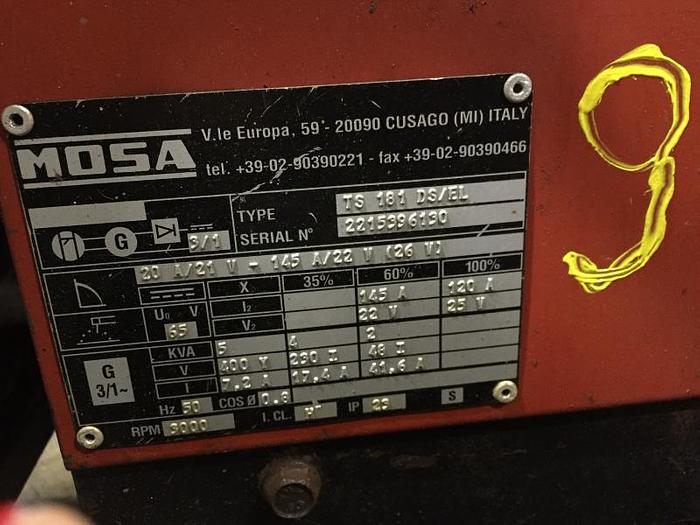 V.le Europa, 59 - 20090 CUSAGO (MI) ITALY
MOSA
tel. +39-02-90390221 - fax +39-02-90390466
TYPE TS 181 DS/EL
SERIAL N° 2215396130
G 3/1
20 A/21 V - 145 A/22 V (26 V)
X 35% 60% 100%
I2 145 A 120 A
U0 V 65 V2 22 V 25 V
KVA 5 4 2
G 3/1~ V 400 Y 230 I 48 I
I 7.2 A 17.4 A 41.6 A
Hz 50 COS Ø 0.8
RPM 3000 I. CL. H IP 23 S
9